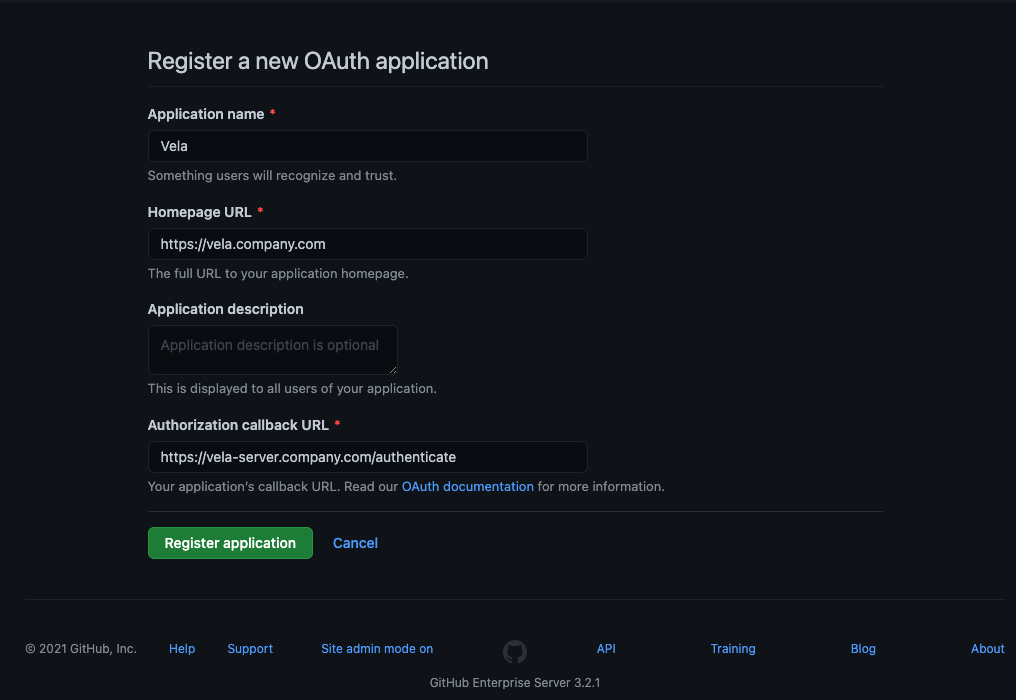 Register a new OAuth application
Application name *
Vela
Something users will recognize and trust.
Homepage URL *
https://vela.company.com
The full URL to your application homepage.
Application description
Application description is optional
This is displayed to all users of your application.
Authorization callback URL *
https://vela-server.company.com/authenticate
Your application's callback URL. Read our OAuth documentation for more information.
Register application Cancel
© 2021 GitHub, Inc. Help Support Site admin mode on API Training Blog About
GitHub Enterprise Server 3.2.1